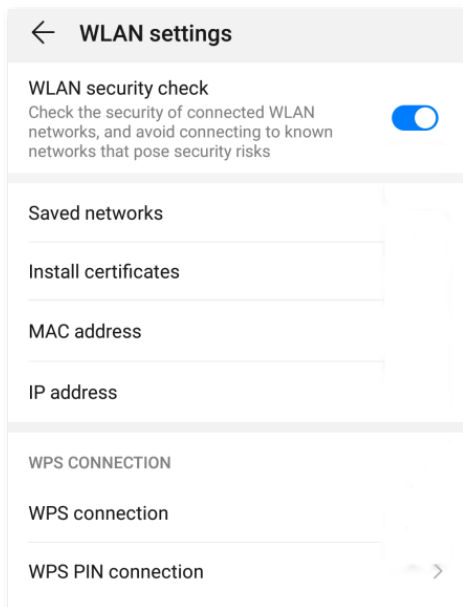 WLAN settings
WLAN security check
Check the security of connected WLAN
networks, and avoid connecting to known
networks that pose security risks
Saved networks
Install certificates
MAC address
IP address
WPS CONNECTION
WPS connection
WPS PIN connection